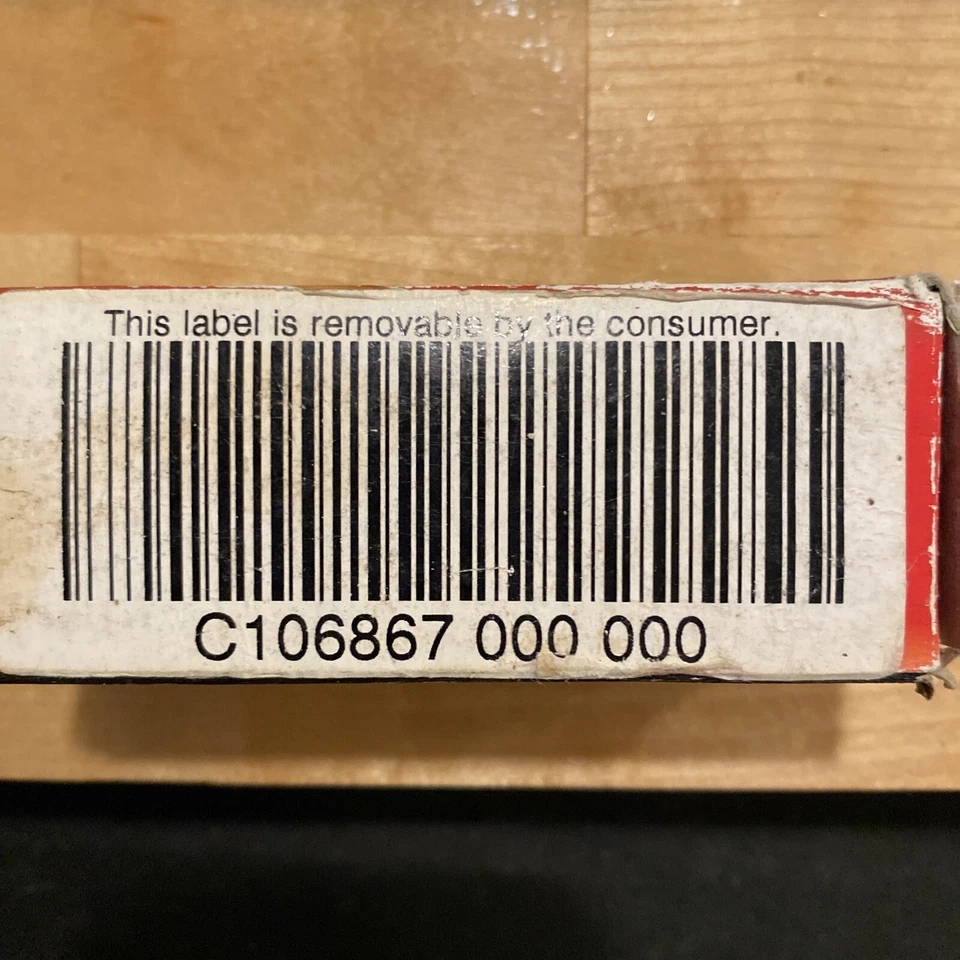 This label is removable by the consumer.
C106867 000 000